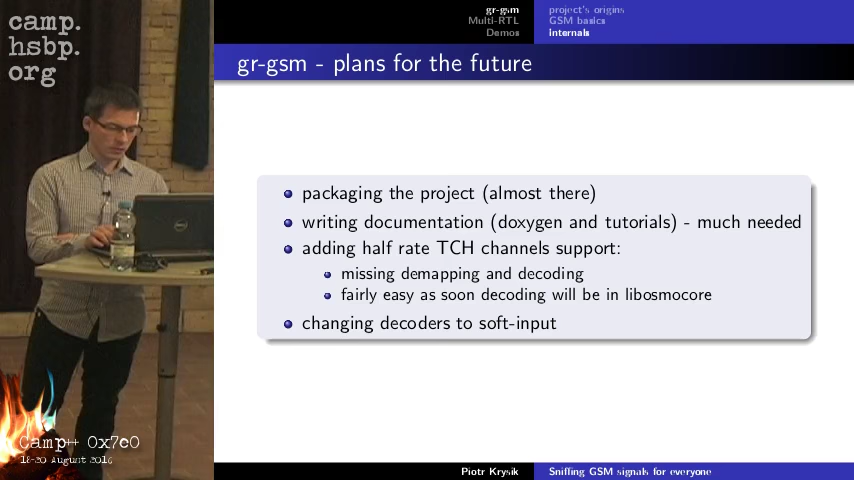 camp.
hsbp.
org
gr-gsm
Multi-RTL
Demos
project's origins
GSM basics
Internals
gr-gsm - plans for the future
packaging the project (almost there)
writing documentation (doxygen and tutorials) - much needed
adding half rate TCH channels support:
missing demapping and decoding
fairly easy as soon decoding will be in libosmocore
changing decoders to soft-input
Camp++ 0x7e0
18-20 August 2016
Piotr Krysik
Sniffing GSM signals for everyone